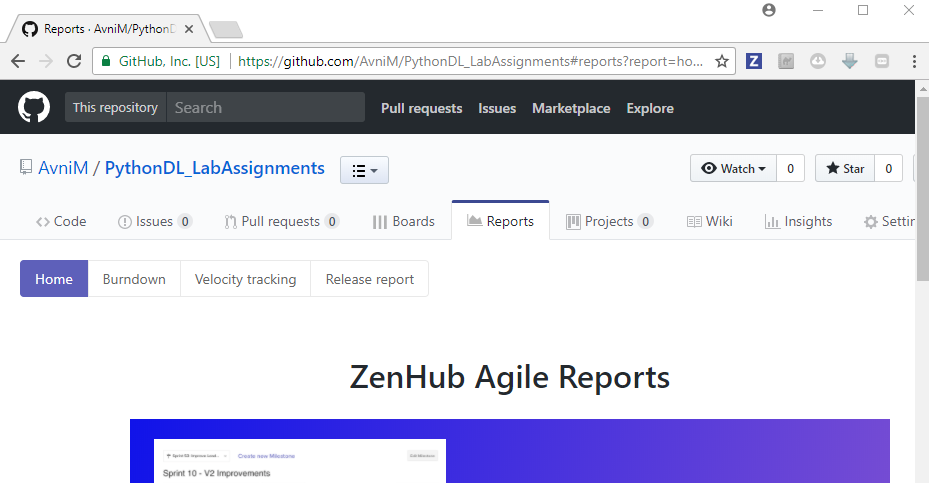 Reports · AvniM/PythonD
GitHub, Inc. [US] https://github.com/AvniM/PythonDL_LabAssignments#reports?report=ho...
This repository Search Pull requests Issues Marketplace Explore
AvniM / PythonDL_LabAssignments Watch 0 Star 0
Code Issues 0 Pull requests 0 Boards Reports Projects 0 Wiki Insights Settin
Home Burndown Velocity tracking Release report
ZenHub Agile Reports
Create new Milestone Edit Milestone
Sprint 10 - V2 Improvements